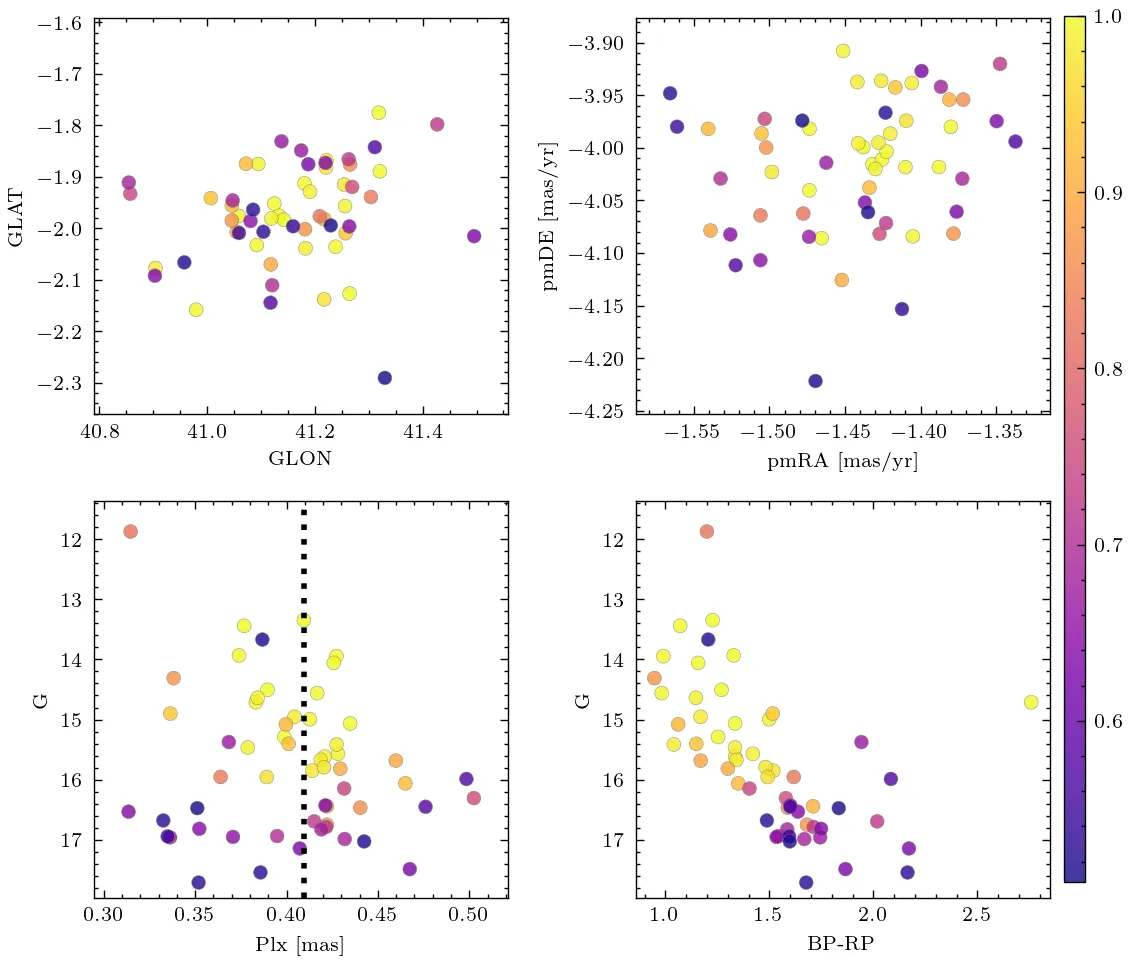 −1.6
−1.7
−1.8
−1.9
−2.0
−2.1
−2.2
−2.3
GLAT
40.8 41.0 41.2 41.4
GLON
−3.90
−3.95
−4.00
−4.05
−4.10
−4.15
−4.20
−4.25
pmDE [mas/yr]
−1.55 −1.50 −1.45 −1.40 −1.35
pmRA [mas/yr]
12
13
14
15
16
17
G
0.30 0.35 0.40 0.45 0.50
Plx [mas]
12
13
14
15
16
17
G
1.0 1.5 2.0 2.5
BP-RP
1.0
0.9
0.8
0.7
0.6